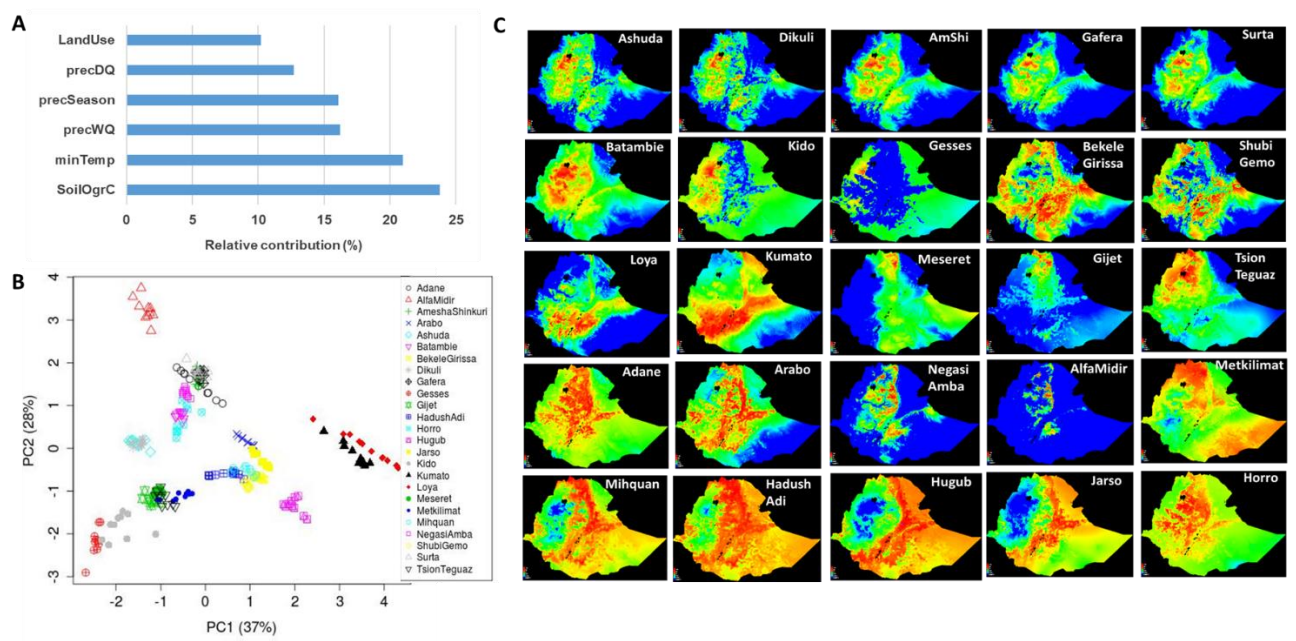 A
LandUse
precDQ
precSeason
precWQ
minTemp
SoilOgrC
0 5 10 15 20 25
Relative contribution (%)
B
4
3
2
1
0
-1
-2
-3
PC2 (28%)
-2 -1 0 1 2 3 4
PC1 (37%)
Adane
AlfaMidir
AmeshaShinkuri
Arabo
Ashuda
Batambie
BekeleGirissa
Dikuli
Gafera
Gesses
Gijet
HadushAdi
Horro
Hugub
Jarso
Kido
Kumato
Loya
Meseret
Metkilimat
Mihquan
NegasiAmba
ShubiGemo
Surta
TsionTeguaz
C
Ashuda
Dikuli
AmShi
Gafera
Surta
Batambie
Kido
Gesses
Bekele
Girissa
Shubi
Gemo
Loya
Kumato
Meseret
Gijet
Tsion
Teguaz
Adane
Arabo
Negasi
Amba
AlfaMidir
Metkilimat
Mihquan
Hadush
Adi
Hugub
Jarso
Horro